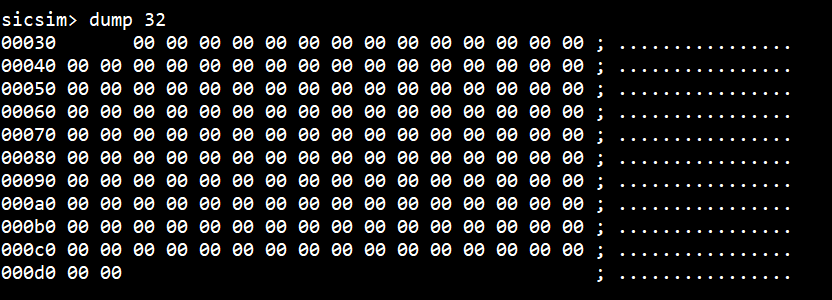 sicsim> dump 32
00030       00 00 00 00 00 00 00 00 00 00 00 00 00 00 ; ................
00040 00 00 00 00 00 00 00 00 00 00 00 00 00 00 00 00 ; ................
00050 00 00 00 00 00 00 00 00 00 00 00 00 00 00 00 00 ; ................
00060 00 00 00 00 00 00 00 00 00 00 00 00 00 00 00 00 ; ................
00070 00 00 00 00 00 00 00 00 00 00 00 00 00 00 00 00 ; ................
00080 00 00 00 00 00 00 00 00 00 00 00 00 00 00 00 00 ; ................
00090 00 00 00 00 00 00 00 00 00 00 00 00 00 00 00 00 ; ................
000a0 00 00 00 00 00 00 00 00 00 00 00 00 00 00 00 00 ; ................
000b0 00 00 00 00 00 00 00 00 00 00 00 00 00 00 00 00 ; ................
000c0 00 00 00 00 00 00 00 00 00 00 00 00 00 00 00 00 ; ................
000d0 00 00                                           ; ................